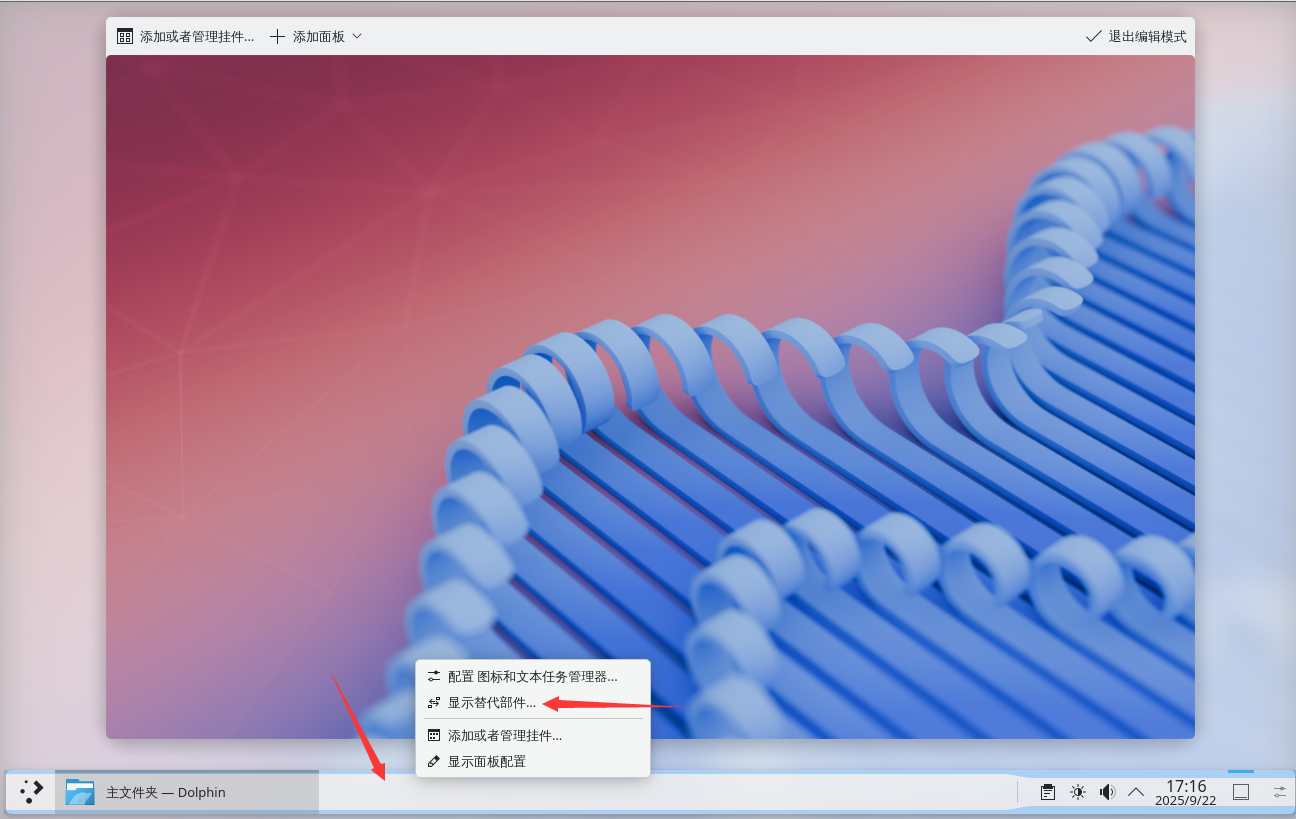 添加或者管理挂件...
添加面板
退出编辑模式
配置 图标和文本任务管理器...
显示替代部件...
添加或者管理挂件...
显示面板配置
主文件夹 — Dolphin
17:16
2025/9/22